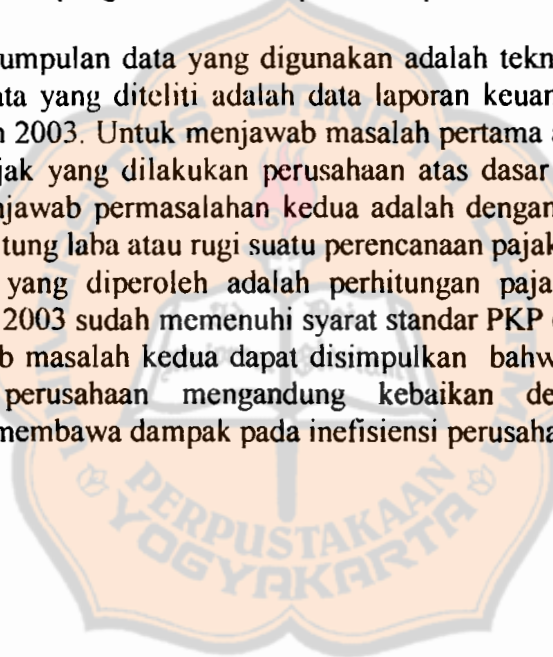 umpulan data yang digunakan adalah tekn
ata yang diteliti adalah data laporan keuan
n 2003. Untuk menjawab masalah pertama a
jak yang dilakukan perusahaan atas dasar
njawab permasalahan kedua adalah dengan
tung laba atau rugi suatu perencanaan pajak
yang diperoleh adalah perhitungan paja
2003 sudah memenuhi syarat standar PKP
b masalah kedua dapat disimpulkan bahw
perusahaan mengandung kebaikan de
membawa dampak pada inefisiensi perusaha
UNIVERSITAS SANATA DHARMA
PERPUSTAKAAN
YOGYAKARTA